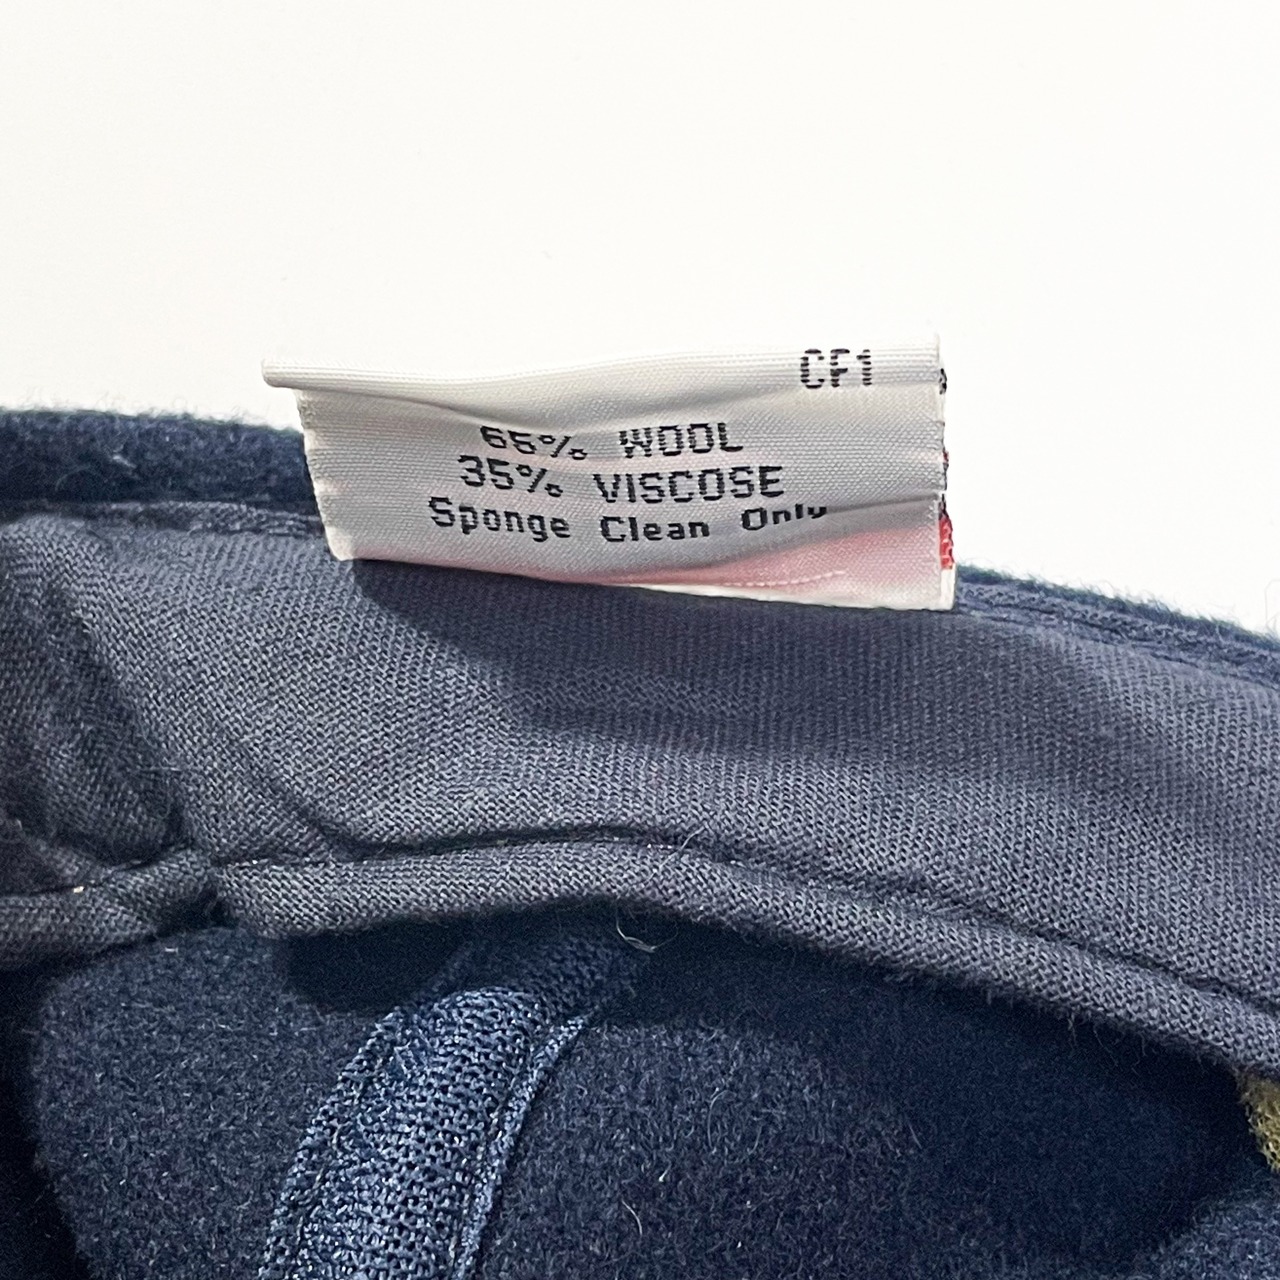 CF1
65% WOOL
35% VISCOSE
Sponge Clean Only